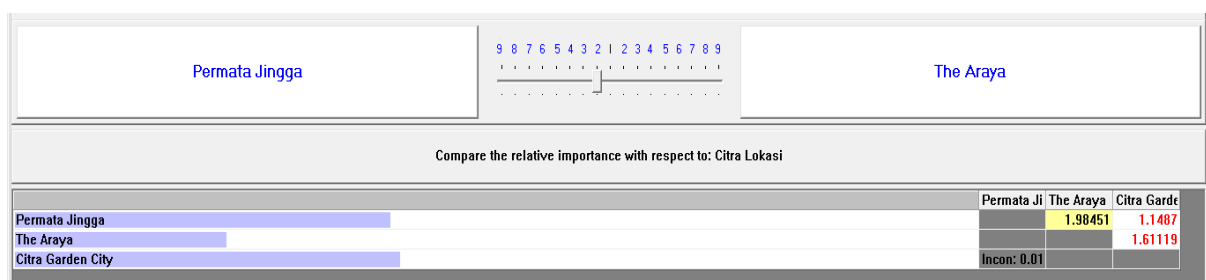 9 8 7 6 5 4 3 2 1 2 3 4 5 6 7 8 9
Permata Jingga The Araya
Compare the relative importance with respect to: Citra Lokasi
Permata Ji The Araya Citra Garde
Permata Jingga 1.98451 1.1487
The Araya 1.61119
Citra Garden City Incon: 0.01